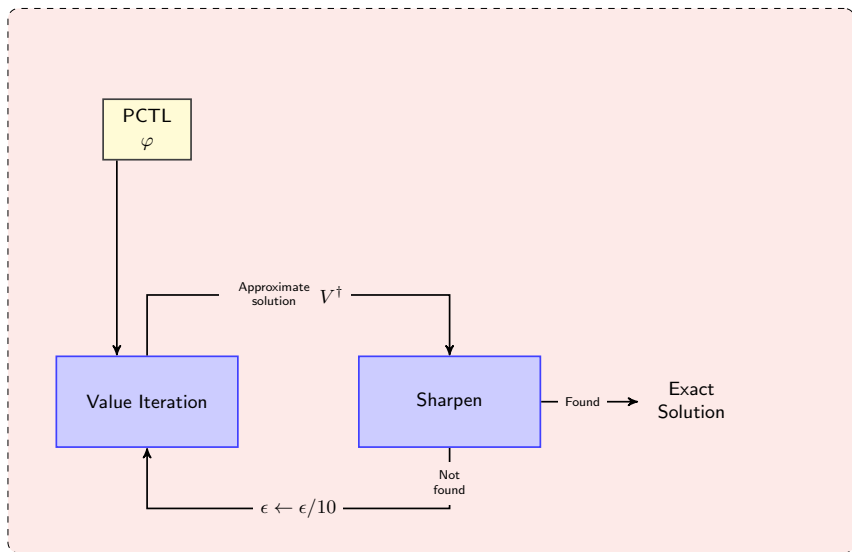 PCTL
φ
Approximate
solution V†
Value Iteration
Sharpen
Found
Exact
Solution
Not
found
ϵ ← ϵ/10